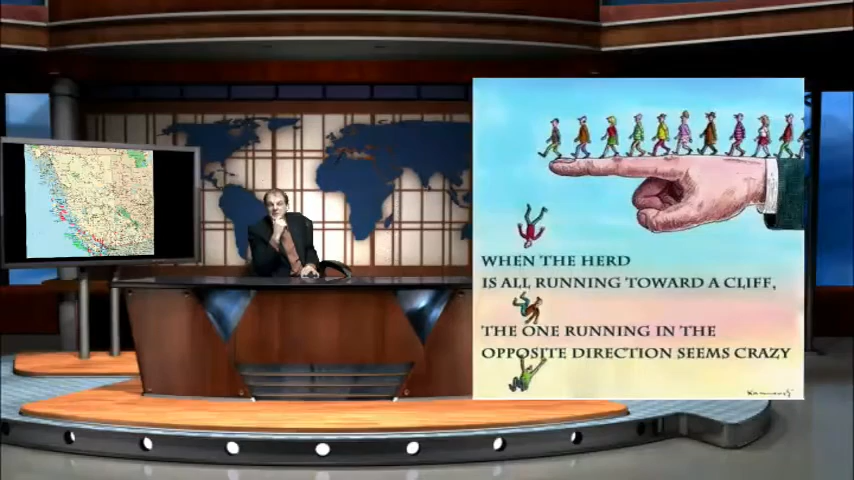 WHEN THE HERD
IS ALL RUNNING TOWARD A CLIFF,
THE ONE RUNNING IN THE
OPPOSITE DIRECTION SEEMS CRAZY